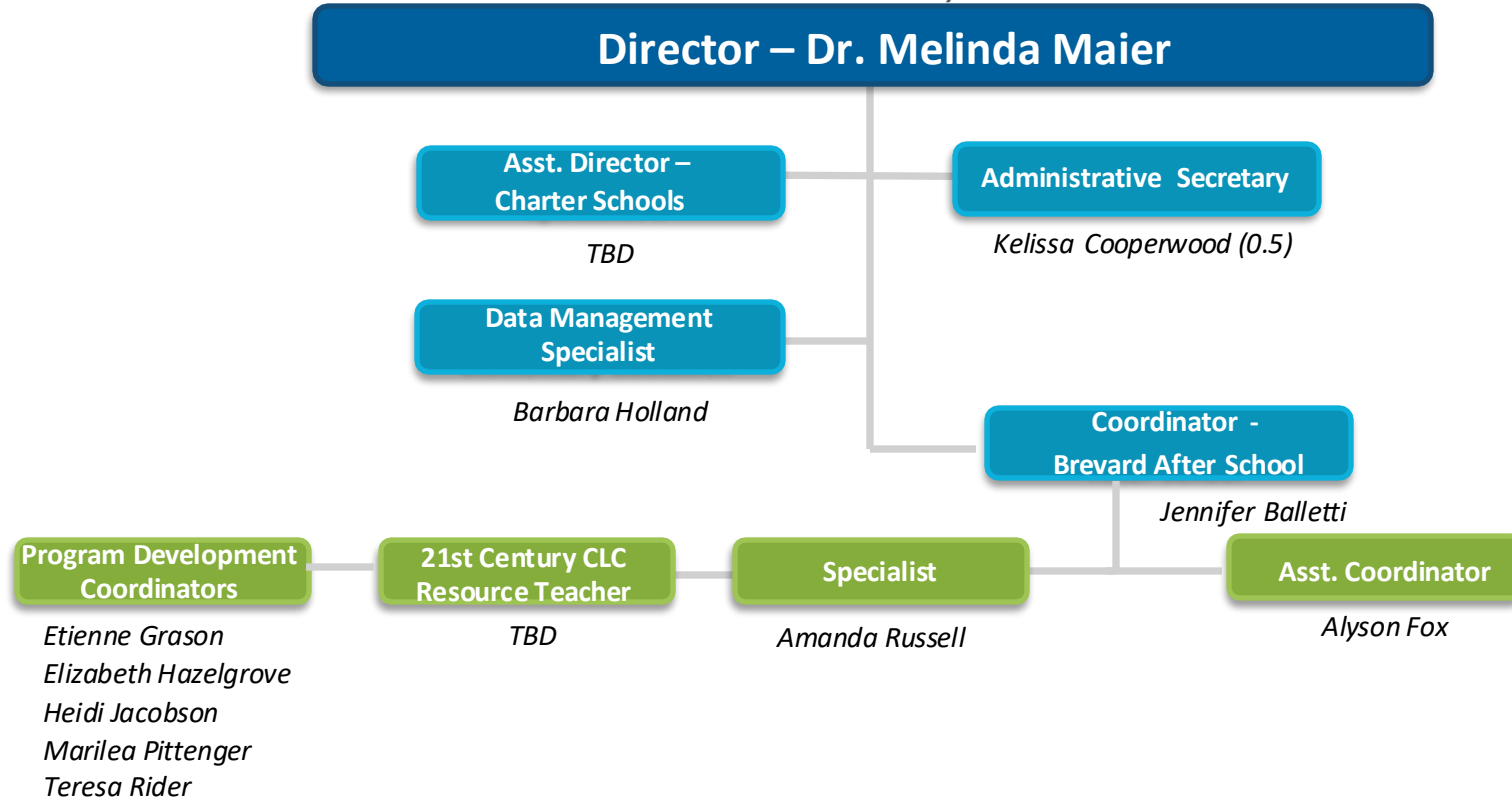 Director – Dr. Melinda Maier
Asst. Director –
Charter Schools
TBD
Administrative Secretary
Kelissa Cooperwood (0.5)
Data Management
Specialist
Barbara Holland
Coordinator -
Brevard After School
Jennifer Balletti
Program Development
Coordinators
Etienne Grason
Elizabeth Hazelgrove
Heidi Jacobson
Marilea Pittenger
Teresa Rider
21st Century CLC
Resource Teacher
TBD
Specialist
Amanda Russell
Asst. Coordinator
Alyson Fox